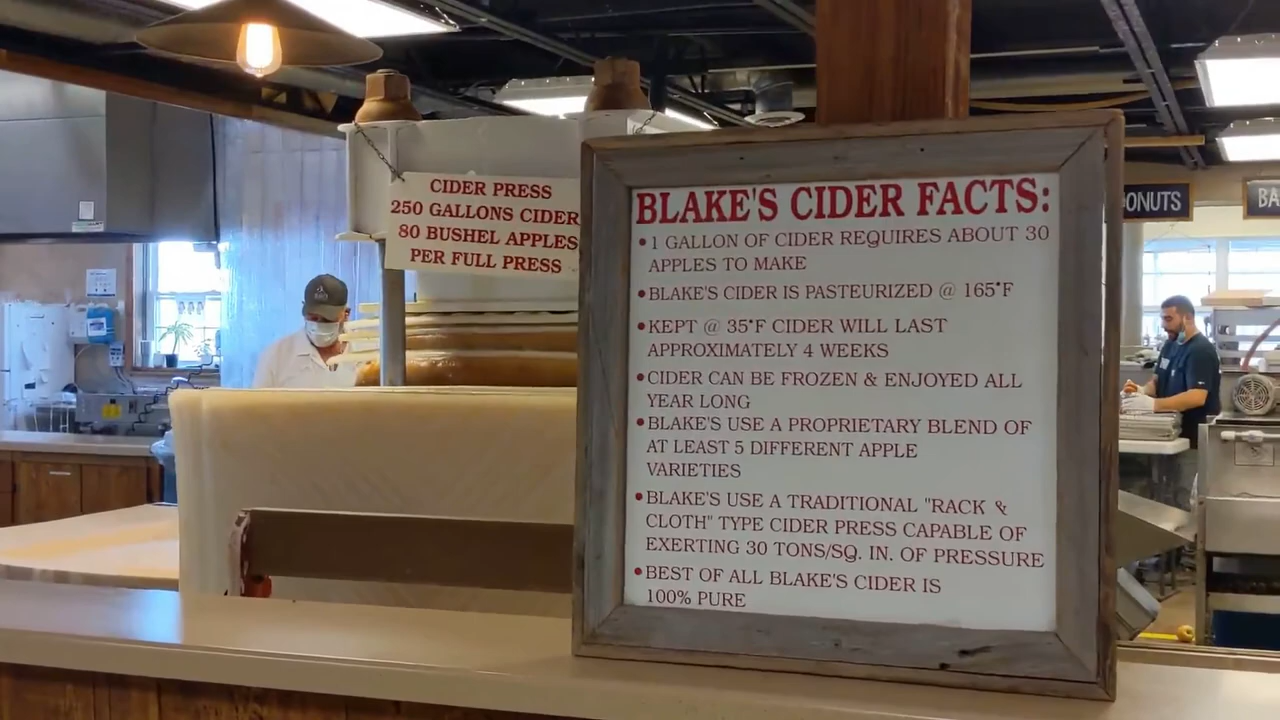 CIDER PRESS
250 GALLONS CIDER
80 BUSHEL APPLES
PER FULL PRESS
BLAKE'S CIDER FACTS:
• 1 GALLON OF CIDER REQUIRES ABOUT 30
APPLES TO MAKE
• BLAKE'S CIDER IS PASTEURIZED @ 165°F
• KEPT @ 35°F CIDER WILL LAST
APPROXIMATELY 4 WEEKS
• CIDER CAN BE FROZEN & ENJOYED ALL
YEAR LONG
• BLAKE'S USE A PROPRIETARY BLEND OF
AT LEAST 5 DIFFERENT APPLE
VARIETIES
• BLAKE'S USE A TRADITIONAL "RACK &
CLOTH" TYPE CIDER PRESS CAPABLE OF
EXERTING 30 TONS/SQ. IN. OF PRESSURE
• BEST OF ALL BLAKE'S CIDER IS
100% PURE
ONUTS
BA